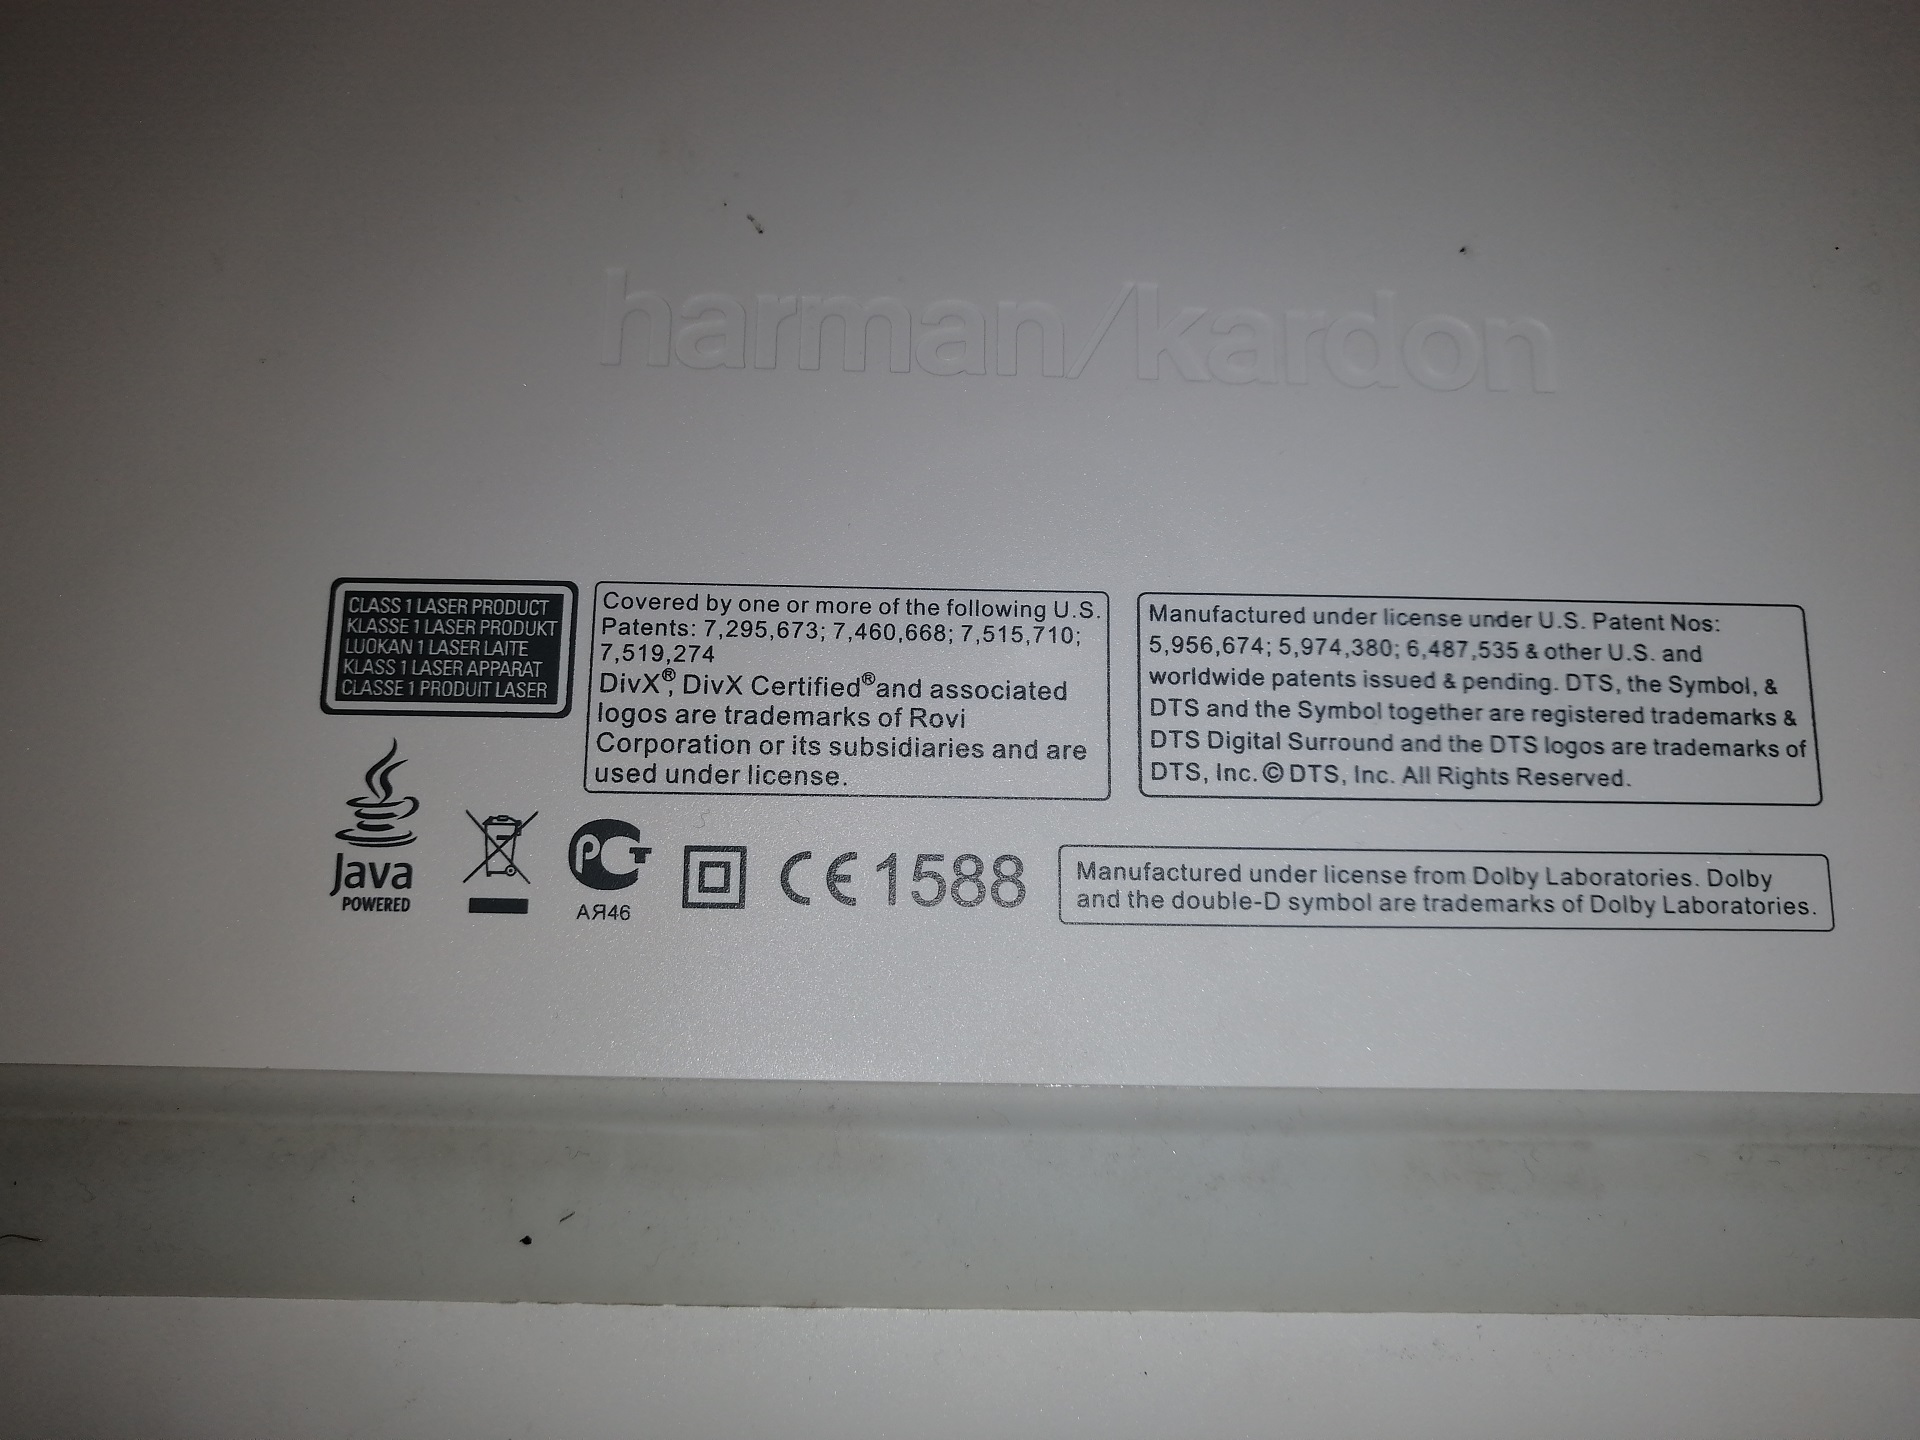 harman/kardon
CLASS 1 LASER PRODUCT
KLASSE 1 LASER PRODUKT
LUOKAN 1 LASER LAITE
KLASS 1 LASER APPARAT
CLASSE 1 PRODUIT LASER
Covered by one or more of the following U.S.
Patents: 7,295,673; 7,460,668; 7,515,710;
7,519,274
DivX®, DivX Certified® and associated
logos are trademarks of Rovi
Corporation or its subsidiaries and are
used under license.
Manufactured under license under U.S. Patent Nos:
5,956,674; 5,974,380; 6,487,535 & other U.S. and
worldwide patents issued & pending. DTS, the Symbol, &
DTS and the Symbol together are registered trademarks &
DTS Digital Surround and the DTS logos are trademarks of
DTS, Inc. © DTS, Inc. All Rights Reserved.
Java
POWERED
РСТ
АЯ46
CE 1588
Manufactured under license from Dolby Laboratories. Dolby
and the double-D symbol are trademarks of Dolby Laboratories.